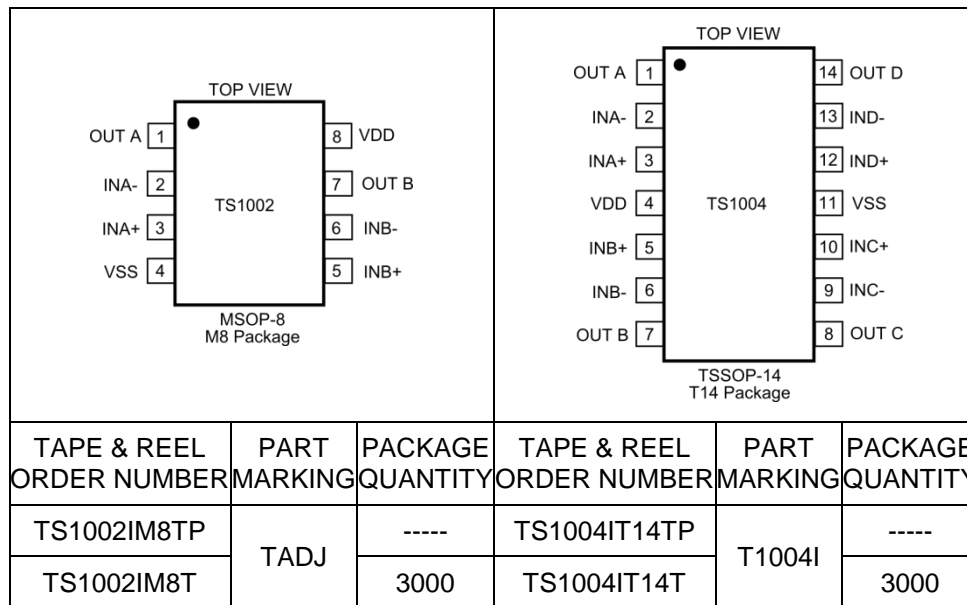 TOP VIEW
OUT A 1
INA- 2
INA+ 3
VSS 4
8 VDD
7 OUT B
6 INB-
5 INB+
TS1002
MSOP-8
M8 Package
TOP VIEW
OUT A 1
INA- 2
INA+ 3
VDD 4
INB+ 5
INB- 6
OUT B 7
14 OUT D
13 IND-
12 IND+
11 VSS
10 INC+
9 INC-
8 OUT C
TS1004
TSSOP-14
T14 Package
TAPE & REEL
ORDER NUMBER
PART
MARKING
PACKAGE
QUANTITY
TAPE & REEL
ORDER NUMBER
PART
MARKING
PACKAGE
QUANTITY
TS1002IM8TP
TADJ
-----
TS1004IT14TP
T1004I
-----
TS1002IM8T
3000
TS1004IT14T
3000